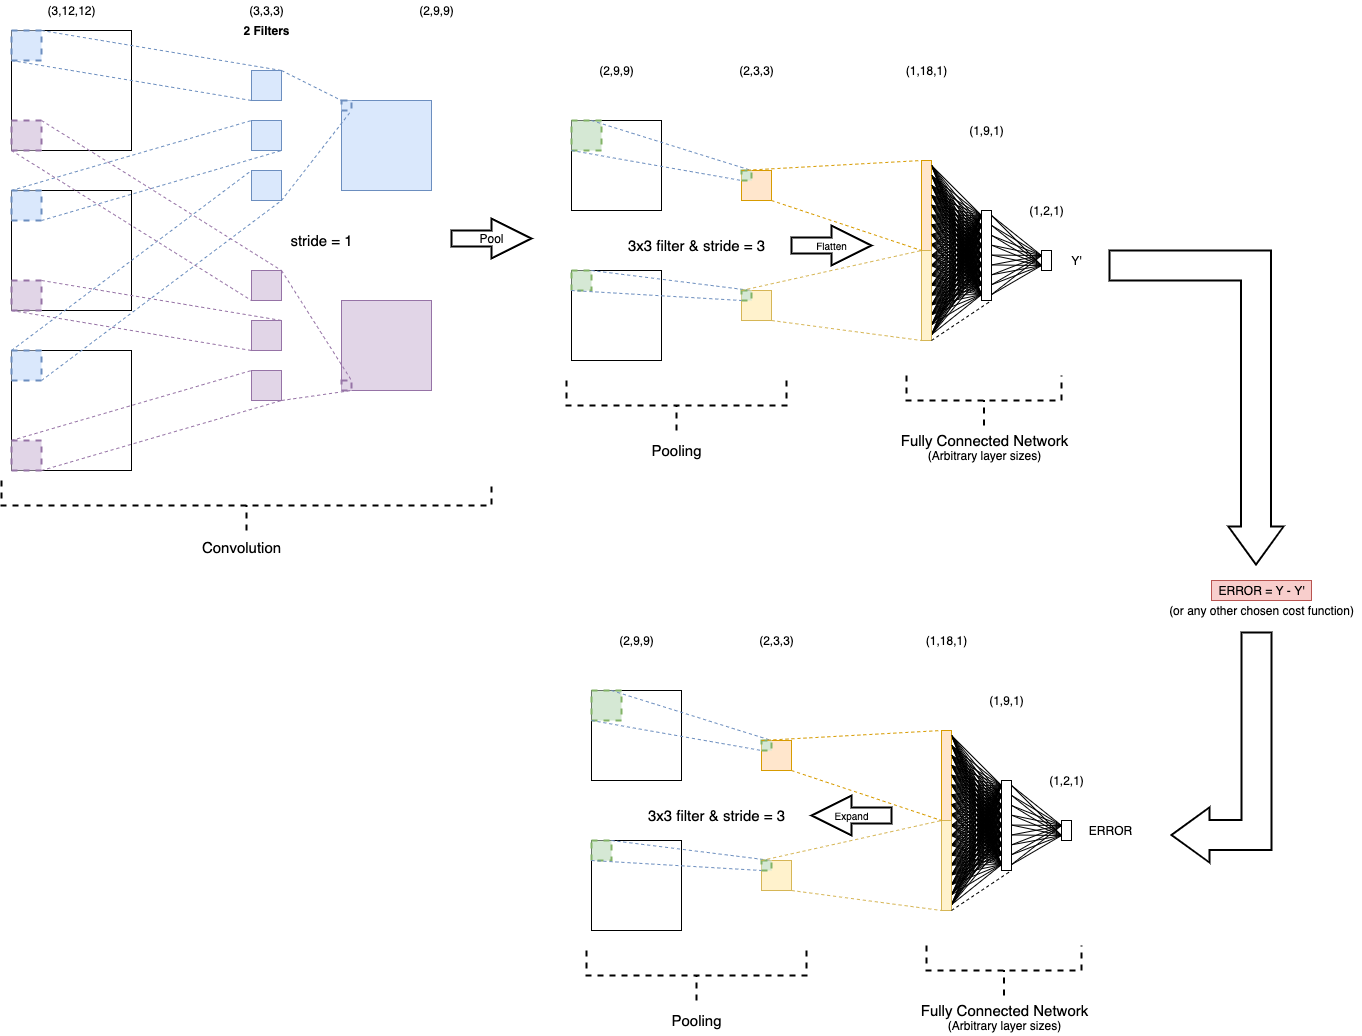 (3,12,12)
(3,3,3)
(2,9,9)
2 Filters
stride = 1
Convolution
Pool
(2,9,9)
(2,3,3)
(1,18,1)
(1,9,1)
(1,2,1)
3x3 filter & stride = 3
Flatten
Y'
Pooling
Fully Connected Network
(Arbitrary layer sizes)
ERROR = Y - Y'
(or any other chosen cost function)
(2,9,9)
(2,3,3)
(1,18,1)
(1,9,1)
(1,2,1)
3x3 filter & stride = 3
Expand
ERROR
Pooling
Fully Connected Network
(Arbitrary layer sizes)